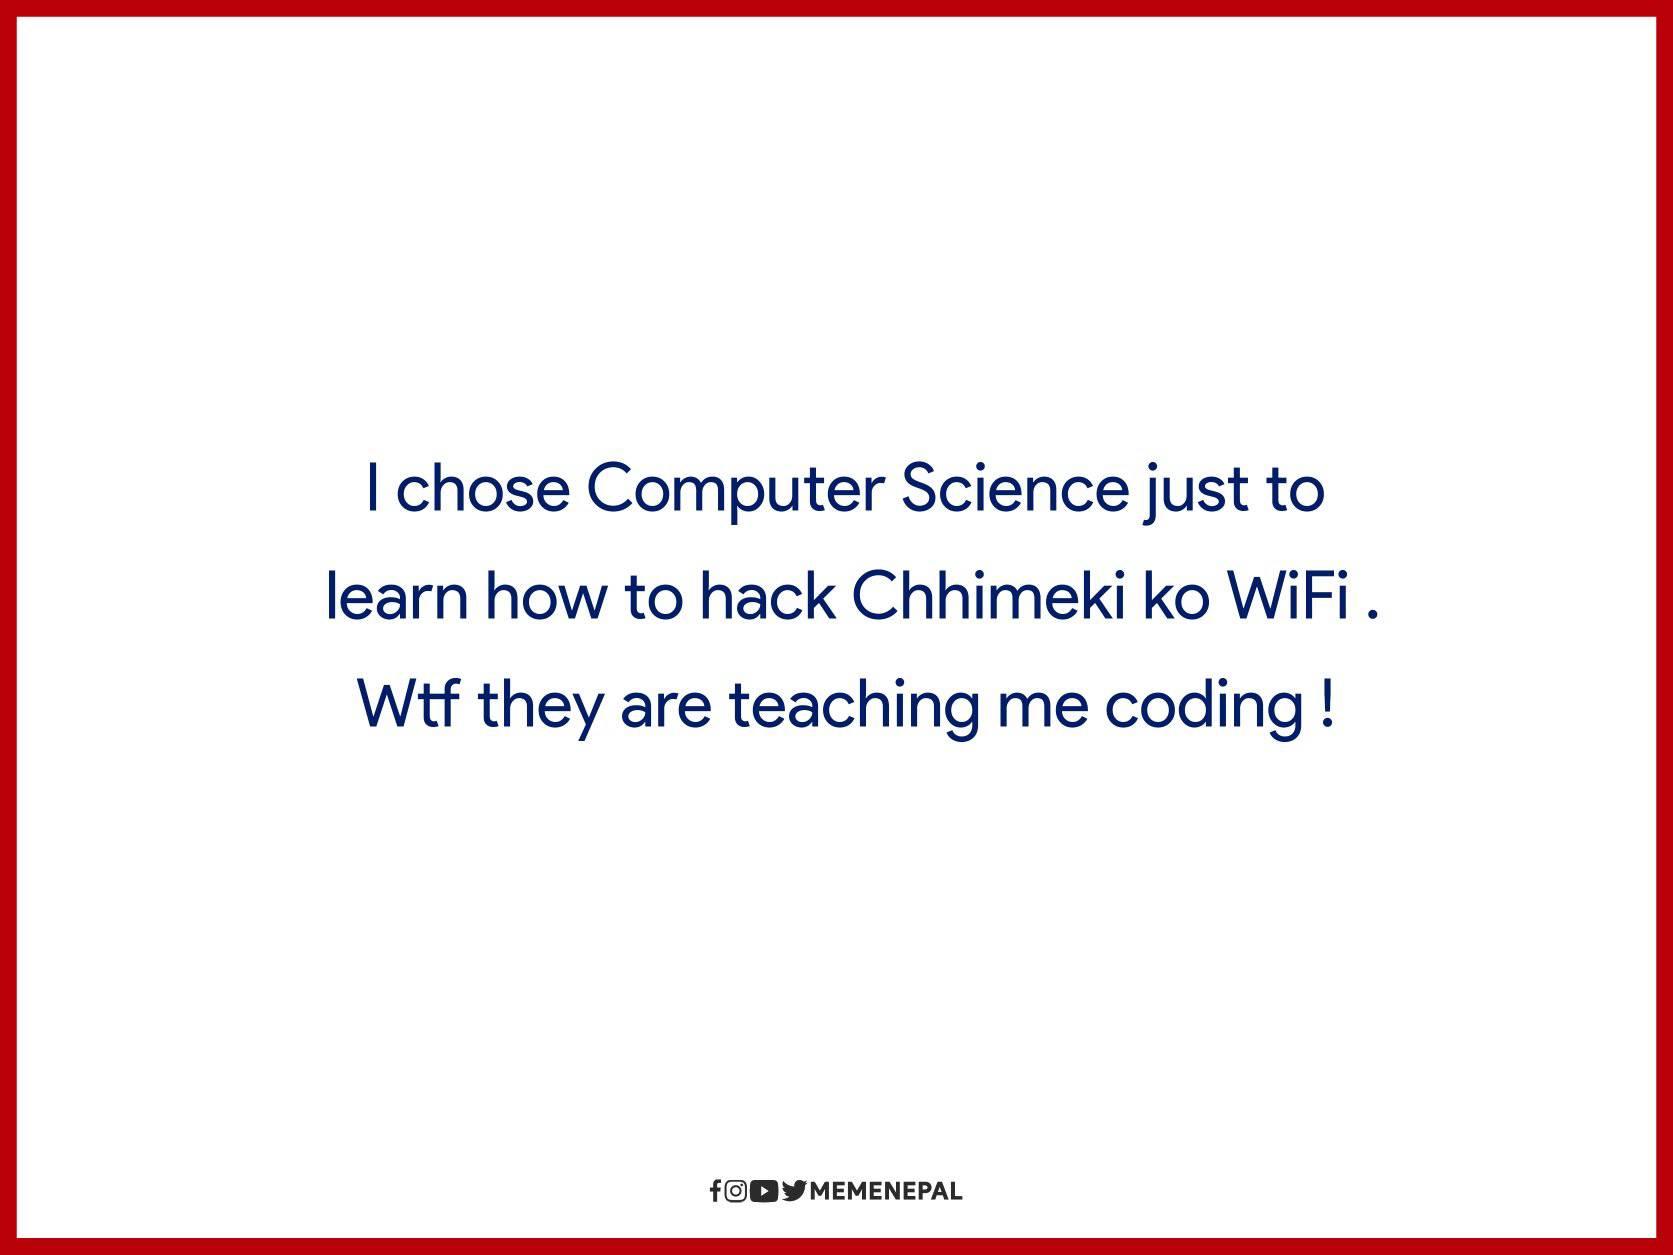 I chose Computer Science just to
learn how to hack Chhimeki ko WiFi .
Wtf they are teaching me coding !
MEMENEPAL